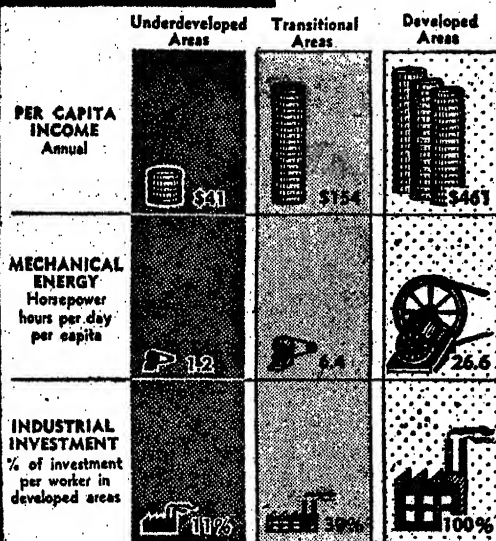 Underdeveloped Areas
Transitional Areas
Developed Areas
PER CAPITA
INCOME
Annual
$41
$154
$461
MECHANICAL
ENERGY
Horsepower
hours per day
per capita
1.2
6.4
26.6
INDUSTRIAL
INVESTMENT
% of investment
per worker in
developed areas
11%
39%
100%